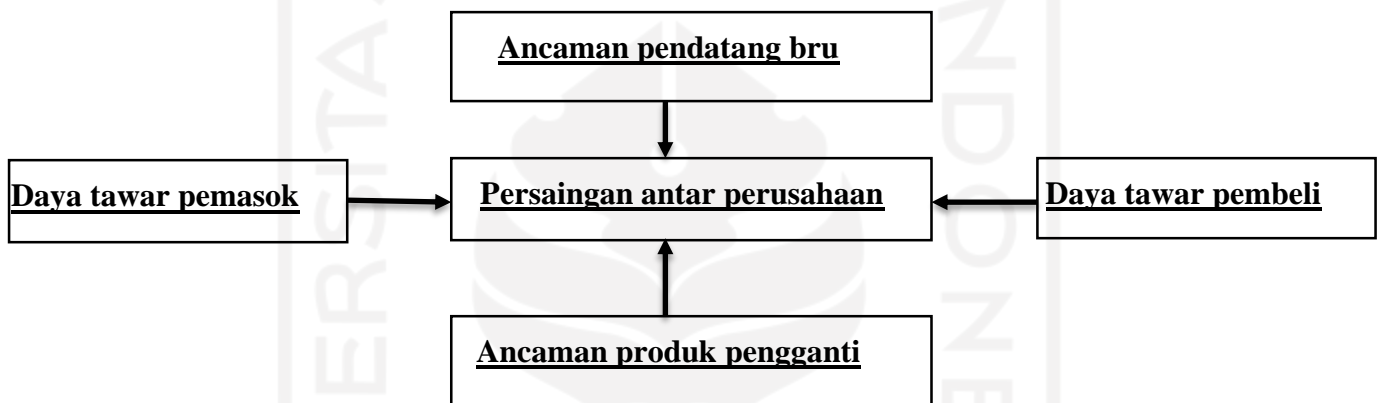 Ancaman pendatang bru
Daya tawar pemasok
Persaingan antar perusahaan
Daya tawar pembeli
Ancaman produk pengganti